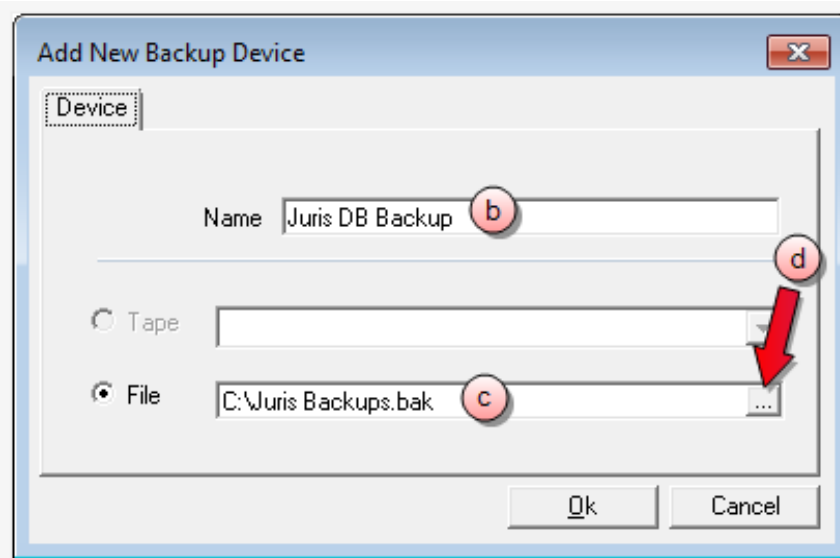 Add New Backup Device
Device
Name Juris DB Backup b
d
Tape
File C:\Juris Backups.bak c ...
Ok Cancel